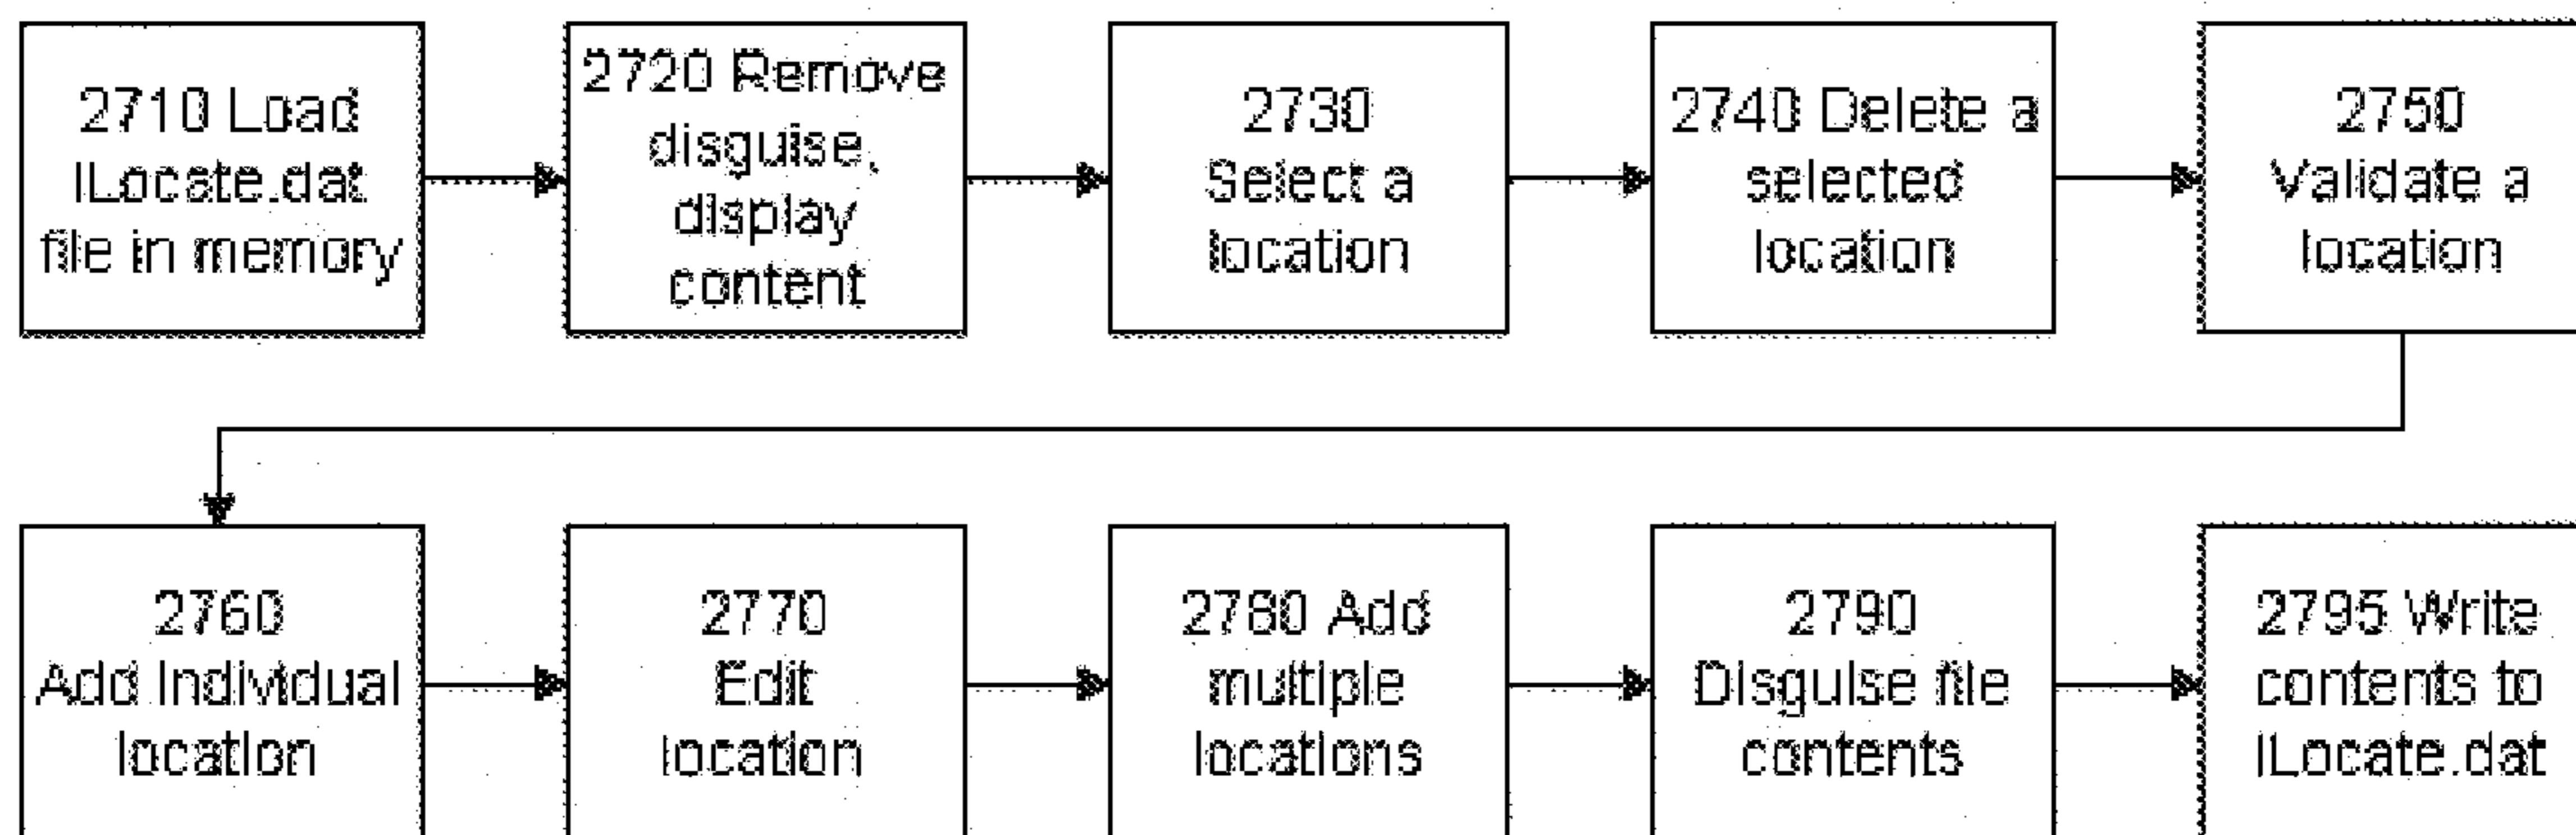 2710 Load
ILocate.dat
file in memory
2720 Remove
disguise,
display
content
2730
Select a
location
2740 Delete a
selected
location
2750
Validate a
location
2760
Add Individual
location
2770
Edit
location
2780 Add
multiple
locations
2790
Disguise file
contents
2795 Write
contents to
ILocate.dat